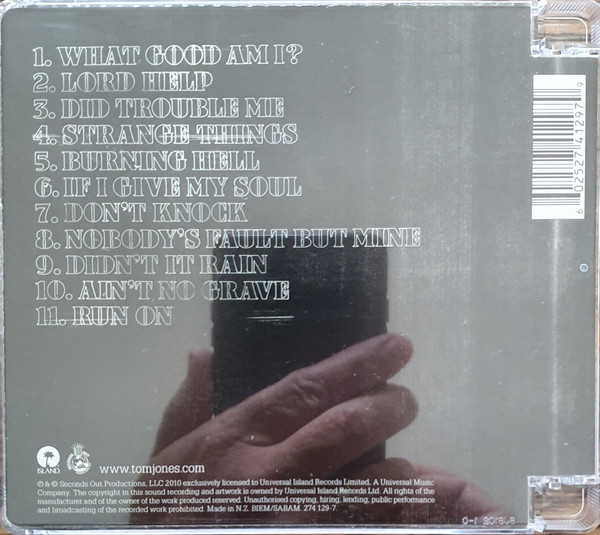 1. WHAT GOOD AM I?
2. LORD HELP
3. DID TROUBLE ME
4. STRANGE THINGS
5. BURNING HELL
6. IF I GIVE MY SOUL
7. DON'T KNOCK
8. NOBODY'S FAULT BUT MINE
9. DIDN'T IT RAIN
10. AIN'T NO GRAVE
11. RUN ON
6 02527 41297 9
ISLAND
www.tomjones.com
℗ & © Seconds Out Productions, LLC 2010 exclusively licensed to Universal Island Records Limited, A Universal Music
Company. The copyright in this sound recording and artwork is owned by Universal Island Records Ltd. All rights of the
manufacturer and of the owner of the work produced reserved. Unauthorised copying, hiring, lending, public performance
and broadcasting of the recorded work prohibited. Made in N.Z. BIEM/SABAM. 274 129-7.